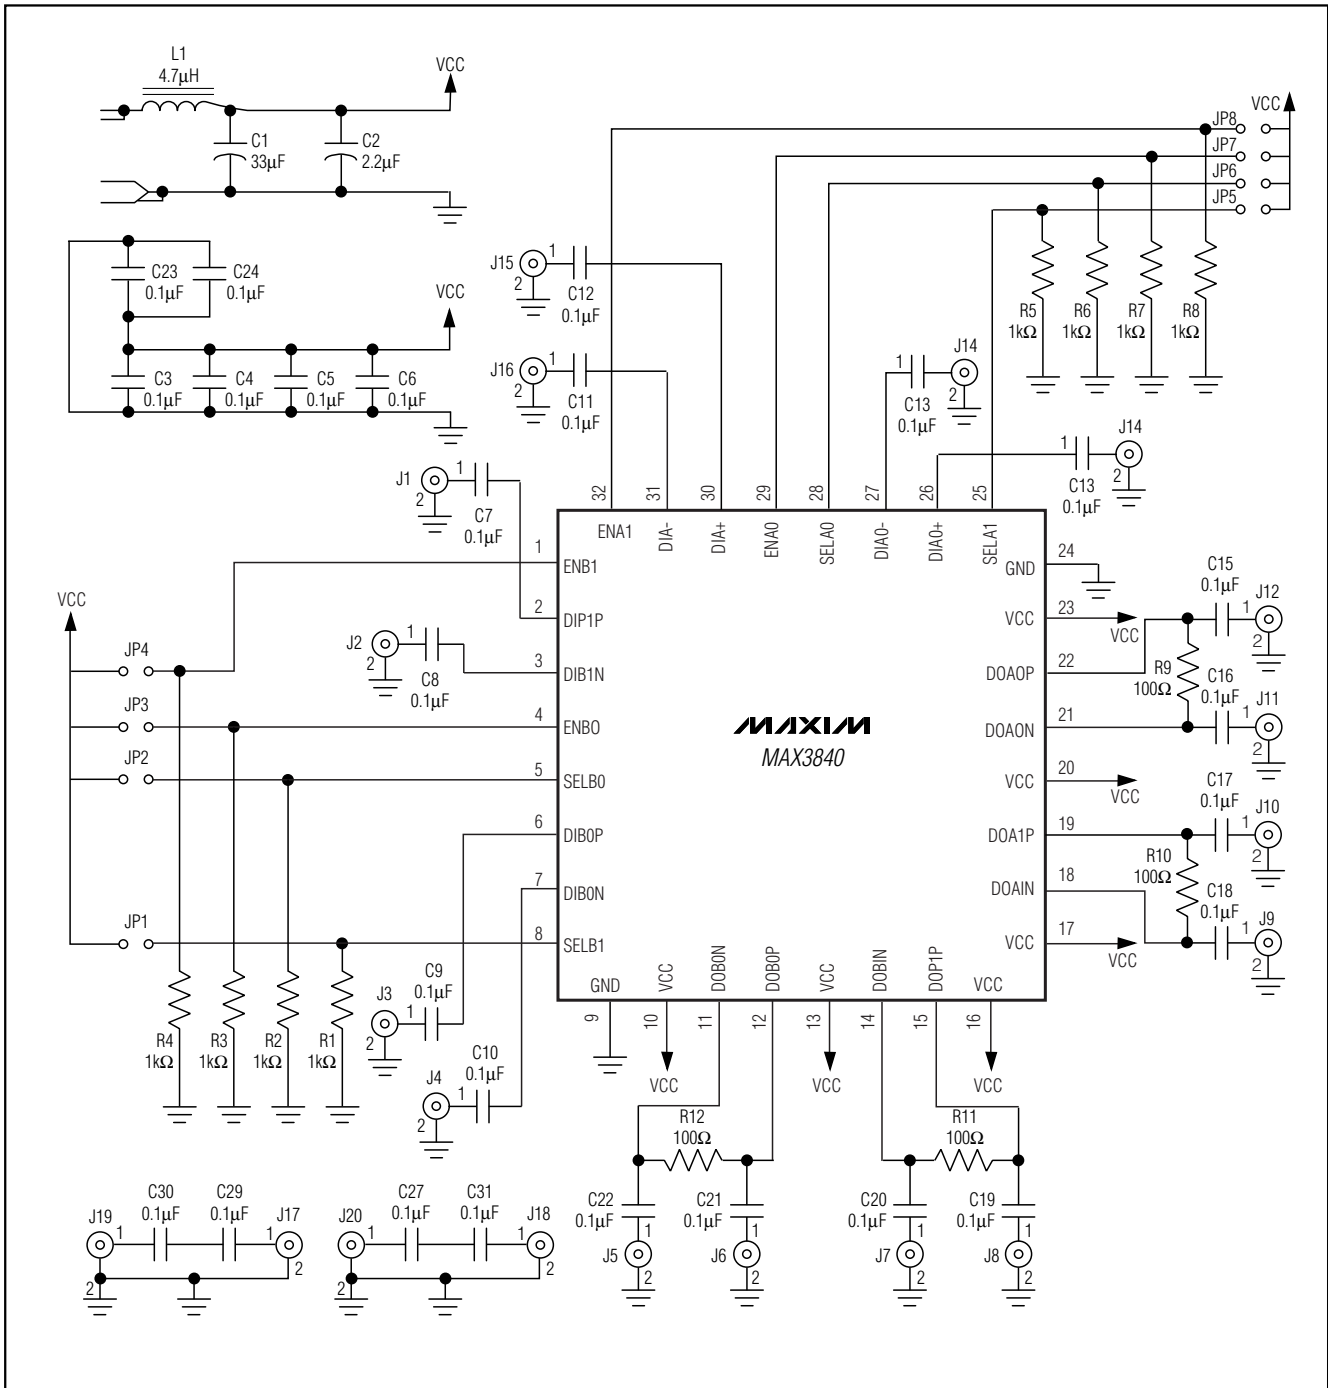 L1
4.7µH
VCC
C1
33µF
C2
2.2µF
VCC
JP8
JP7
JP6
JP5
C23
0.1µF
C24
0.1µF
VCC
C3
0.1µF
C4
0.1µF
C5
0.1µF
C6
0.1µF
J15
1
2
C12
0.1µF
J16
1
2
C11
0.1µF
R5
1kΩ
R6
1kΩ
R7
1kΩ
R8
1kΩ
J14
1
2
C13
0.1µF
J14
1
2
C13
0.1µF
J1
1
2
C7
0.1µF
32
31
30
29
28
27
26
25
ENA1
DIA-
DIA+
ENA0
SELA0
DIA0-
DIA0+
SELA1
1
ENB1
2
DIP1P
3
DIB1N
4
ENBO
5
SELB0
6
DIB0P
7
DIB0N
8
SELB1
J2
1
2
C8
0.1µF
VCC
JP4
JP3
JP2
JP1
MAXIM
MAX3840
GND
24
VCC
23
VCC
DOAOP
22
DOAON
21
VCC
20
VCC
DOA1P
19
DOAIN
18
VCC
17
VCC
C15
0.1µF
J12
1
2
R9
100Ω
C16
0.1µF
J11
1
2
C17
0.1µF
J10
1
2
R10
100Ω
C18
0.1µF
J9
1
2
GND
VCC
DOB0N
DOB0P
VCC
DOBIN
DOP1P
VCC
9
10
11
12
13
14
15
16
VCC
VCC
VCC
R4
1kΩ
R3
1kΩ
R2
1kΩ
R1
1kΩ
J3
1
2
C9
0.1µF
J4
1
2
C10
0.1µF
R12
100Ω
R11
100Ω
C22
0.1µF
1
J5
2
C21
0.1µF
1
J6
2
C20
0.1µF
1
J7
2
C19
0.1µF
1
J8
2
J19
1
2
C30
0.1µF
C29
0.1µF
J17
1
2
J20
1
2
C27
0.1µF
C31
0.1µF
J18
1
2